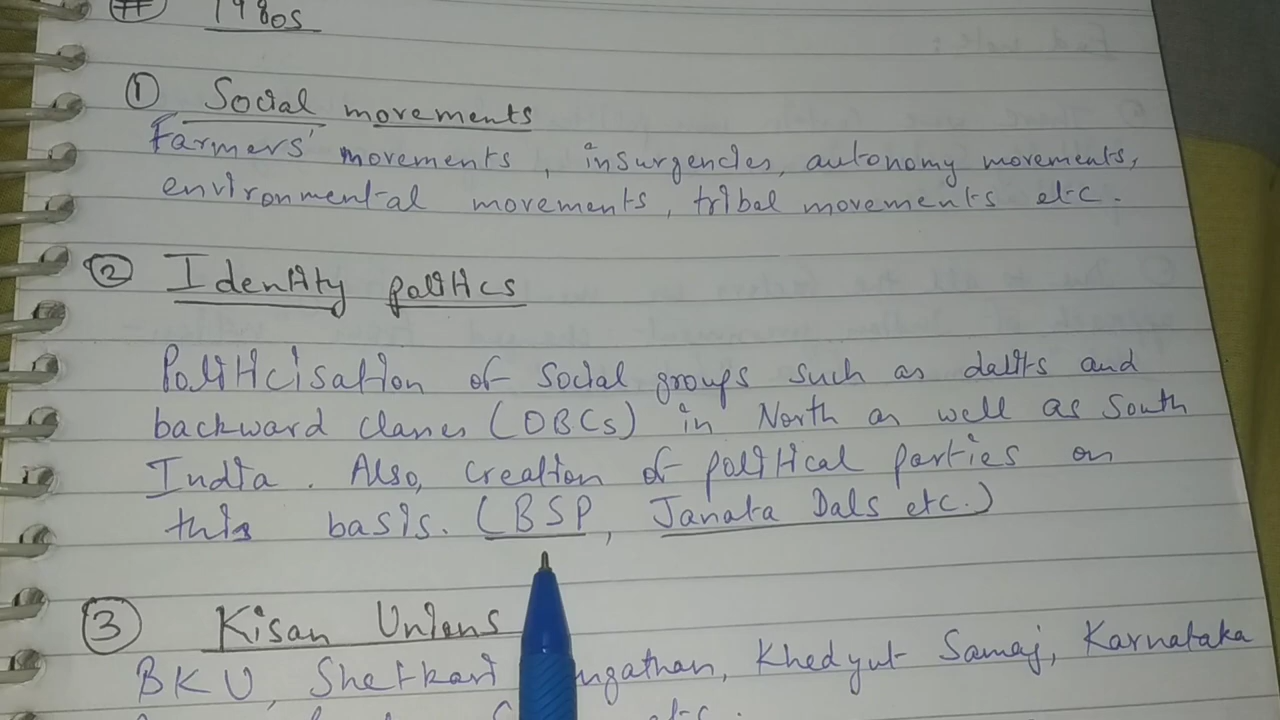 # 1980s
① Social movements
Farmers' movements, insurgencies, autonomy movements,
environmental movements, tribal movements etc.
② Identity politics
Politicisation of social groups such as dalits and
backward classes (OBCs) in North as well as South
India. Also, creation of political parties on
this basis. (BSP, Janata Dals etc.)
③ Kisan Unions
BKU, Shetkari ngathan, Khedyut Samaj, Karnataka
etc.